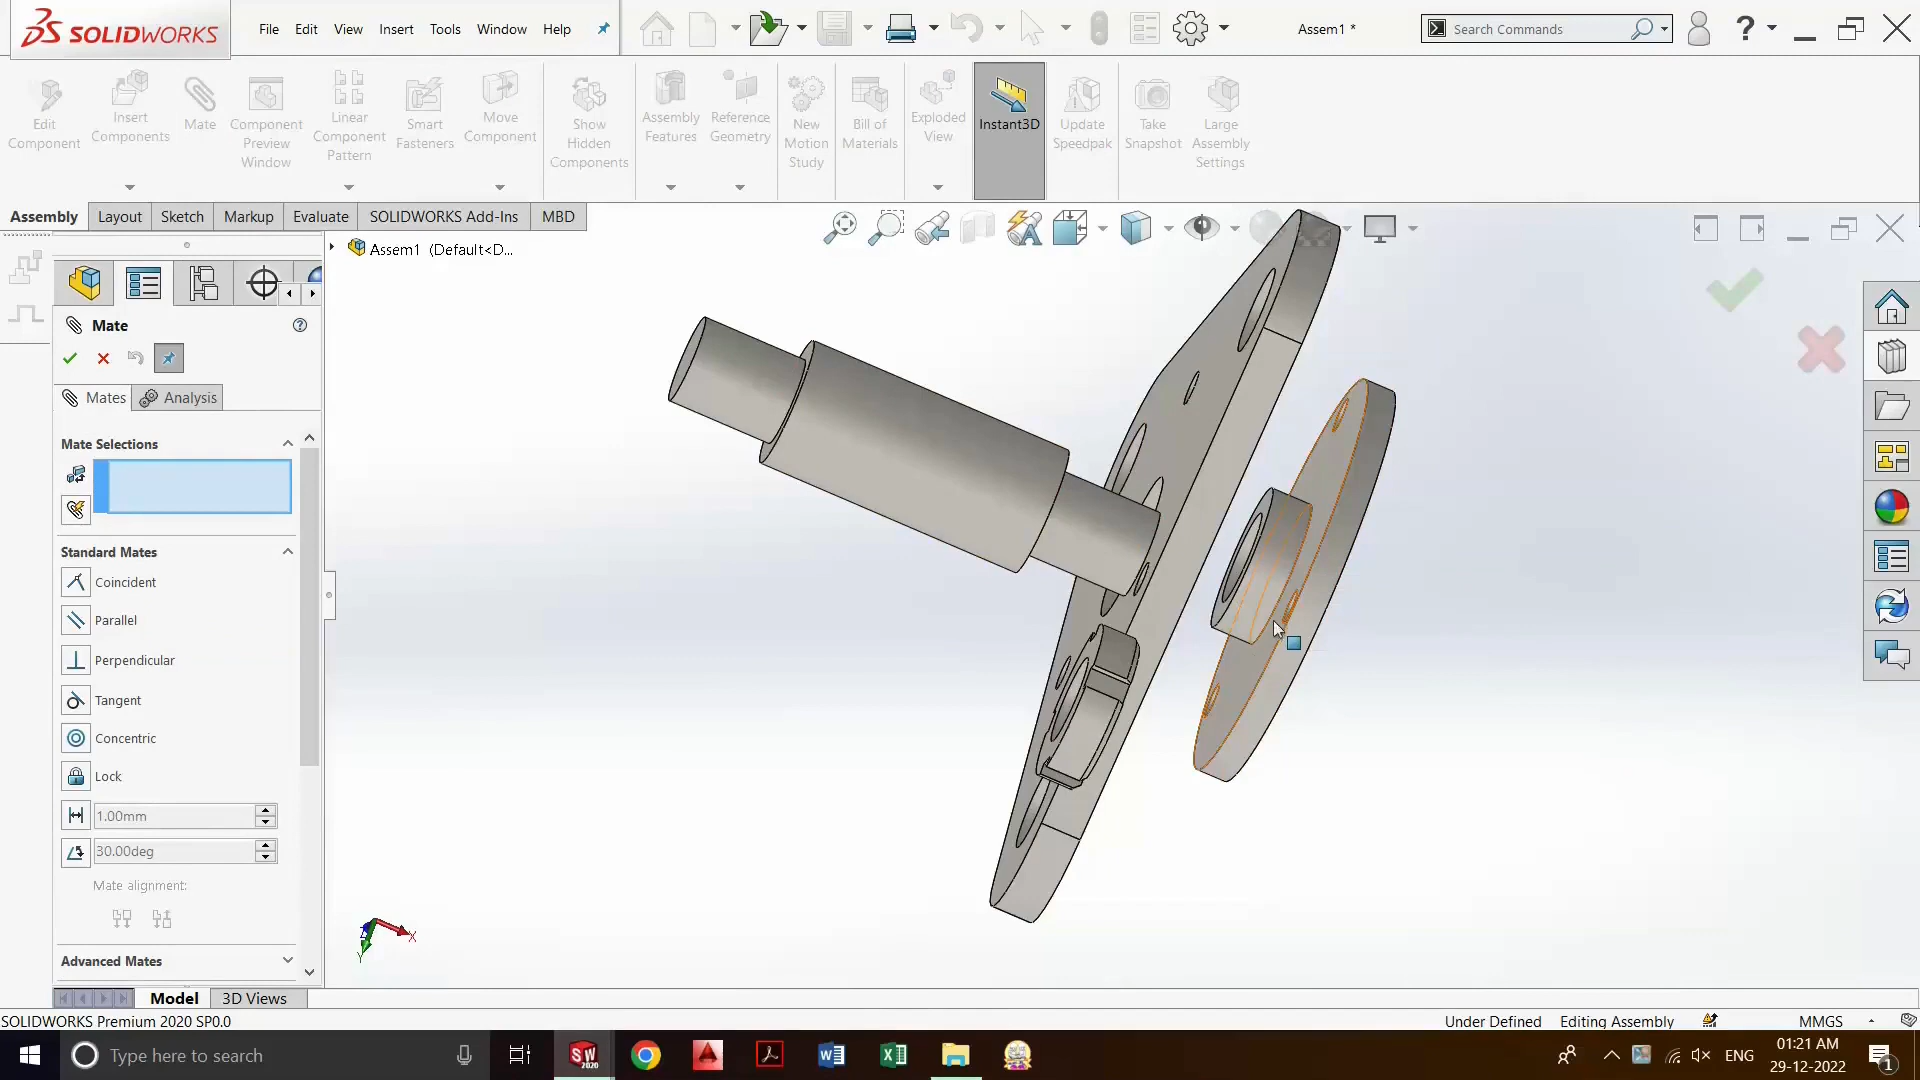 SOLIDWORKS
File Edit View Insert Tools Window Help
Assem1 *
Search Commands
Edit Component
Insert Components
Mate
Component Preview Window
Linear Component Pattern
Smart Fasteners
Move Component
Show Hidden Components
Assembly Features
Reference Geometry
New Motion Study
Bill of Materials
Exploded View
Instant3D
Update Speedpak
Take Snapshot
Large Assembly Settings
Assembly Layout Sketch Markup Evaluate SOLIDWORKS Add-Ins MBD
Assem1 (Default<D...
Mate
Mates Analysis
Mate Selections
Standard Mates
Coincident
Parallel
Perpendicular
Tangent
Concentric
Lock
1.00mm
30.00deg
Mate alignment:
Advanced Mates
X
Y
Model 3D Views
SOLIDWORKS Premium 2020 SP0.0
Under Defined Editing Assembly MMGS
Type here to search
SW
2020
ENG
01:21 AM
29-12-2022
1